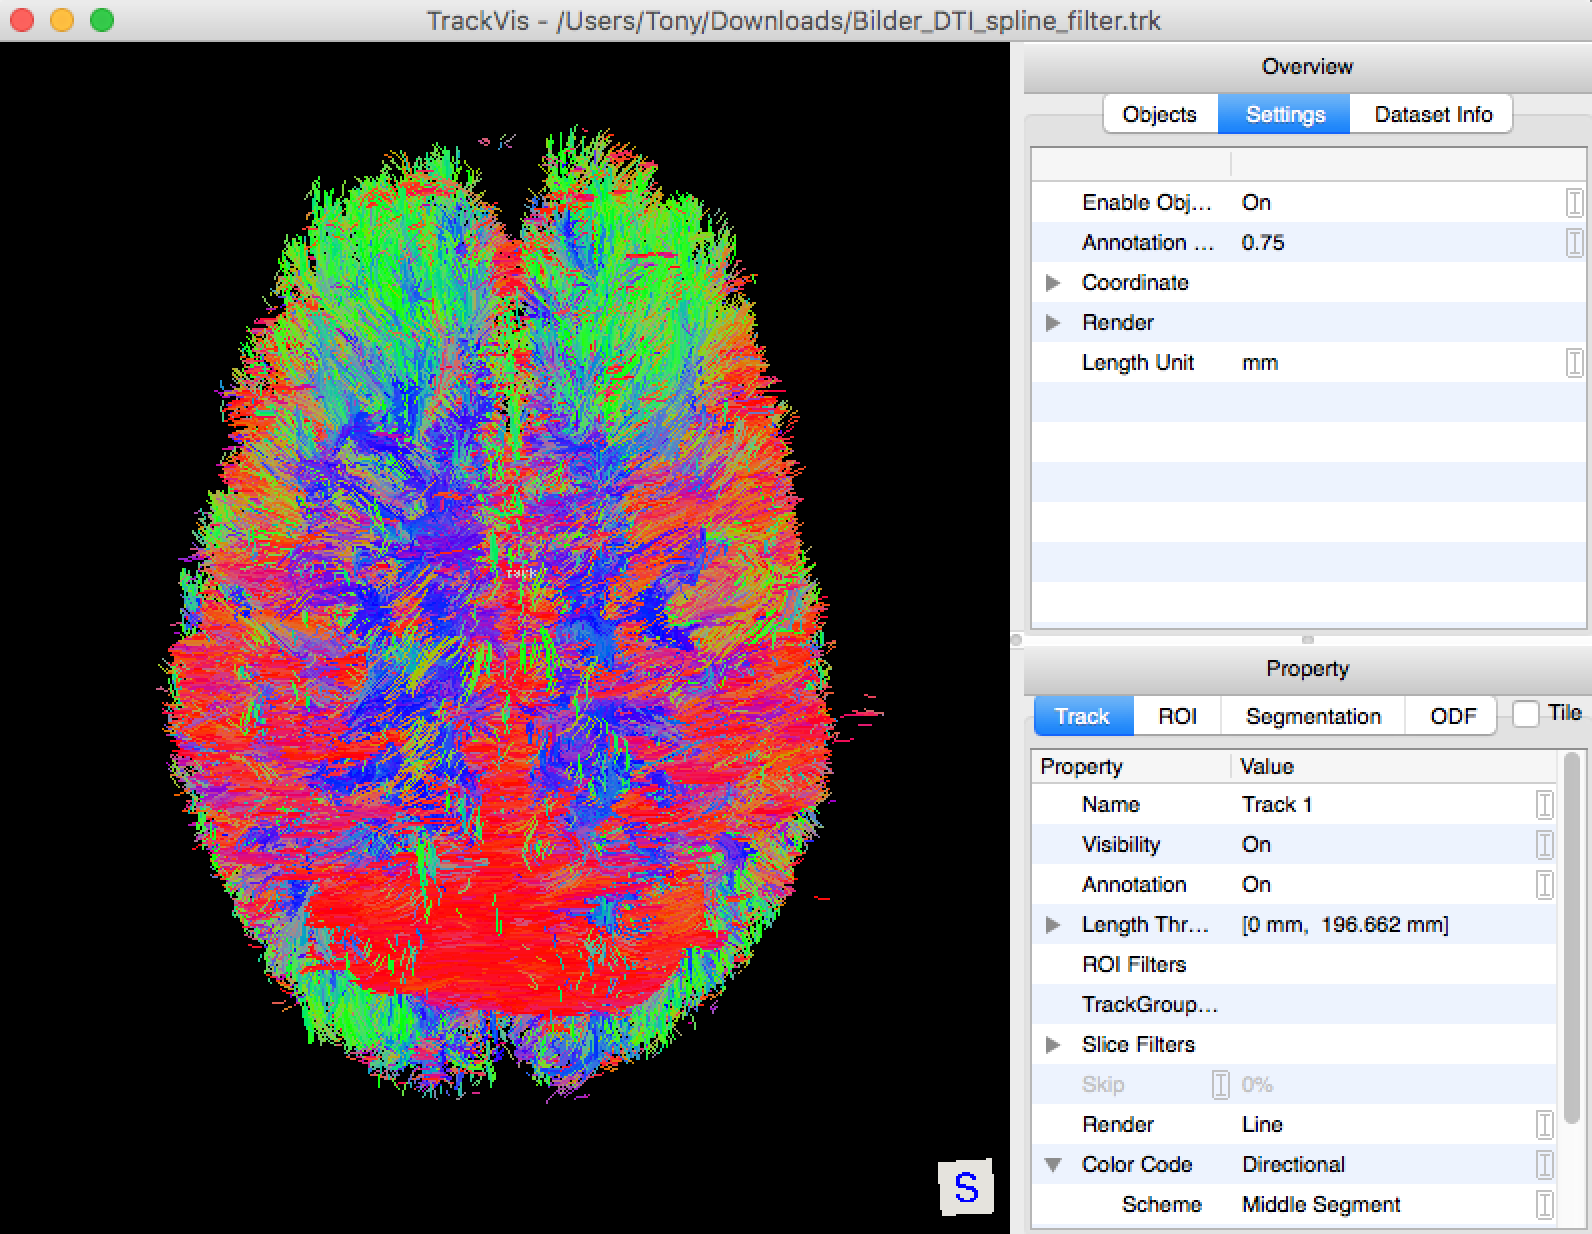 TrackVis - /Users/Tony/Downloads/Bilder_DTI_spline_filter.trk
Overview
Objects Settings Dataset Info
Enable Obj... On
Annotation ... 0.75
Coordinate
Render
Length Unit mm
Property
Track ROI Segmentation ODF Tile
Property Value
Name Track 1
Visibility On
Annotation On
Length Thr... [0 mm, 196.662 mm]
ROI Filters
TrackGroup...
Slice Filters
Skip 0%
Render Line
Color Code Directional
Scheme Middle Segment
S